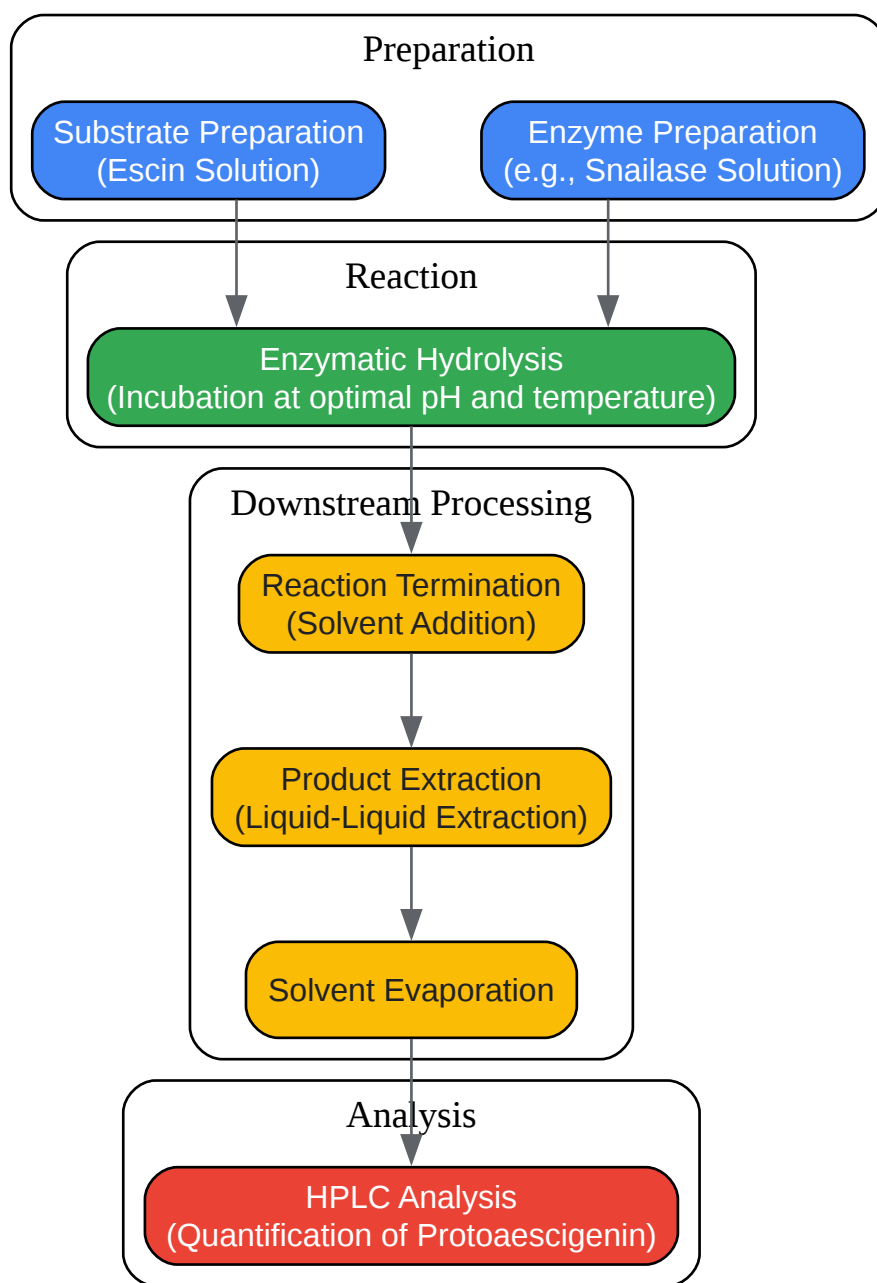 Preparation
Substrate Preparation
(Escin Solution)
Enzyme Preparation
(e.g., Snailase Solution)
Reaction
Enzymatic Hydrolysis
(Incubation at optimal pH and temperature)
Downstream Processing
Reaction Termination
(Solvent Addition)
Product Extraction
(Liquid-Liquid Extraction)
Solvent Evaporation
Analysis
HPLC Analysis
(Quantification of Protoaescigenin)